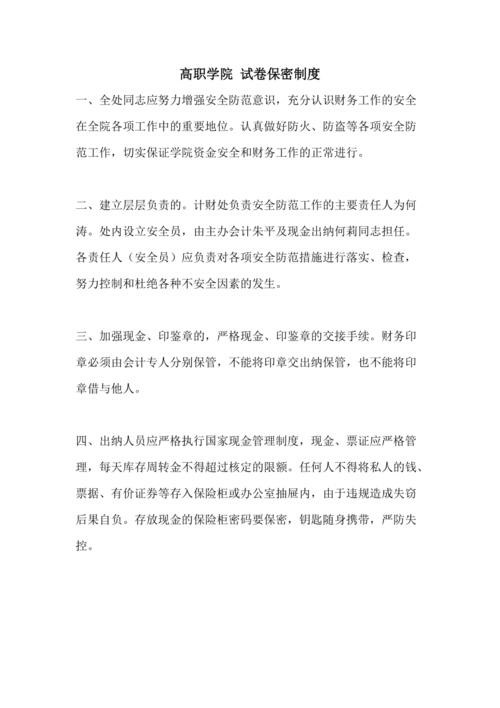 高职学院 试卷保密制度
一、全处同志应努力增强安全防范意识，充分认识财务工作的安全
在全院各项工作中的重要地位。认真做好防火、防盗等各项安全防
范工作，切实保证学院资金安全和财务工作的正常进行。
二、建立层层负责的。计财处负责安全防范工作的主要责任人为何
涛。处内设立安全员，由主办会计朱平及现金出纳何莉同志担任。
各责任人（安全员）应负责对各项安全防范措施进行落实、检查，
努力控制和杜绝各种不安全因素的发生。
三、加强现金、印鉴章的，严格现金、印鉴章的交接手续。财务印
章必须由会计专人分别保管，不能将印章交出纳保管，也不能将印
章借与他人。
四、出纳人员应严格执行国家现金管理制度，现金、票证应严格管
理，每天库存周转金不得超过核定的限额。任何人不得将私人的钱、
票据、有价证券等存入保险柜或办公室抽屉内，由于违规造成失窃
后果自负。存放现金的保险柜密码要保密，钥匙随身携带，严防失
控。